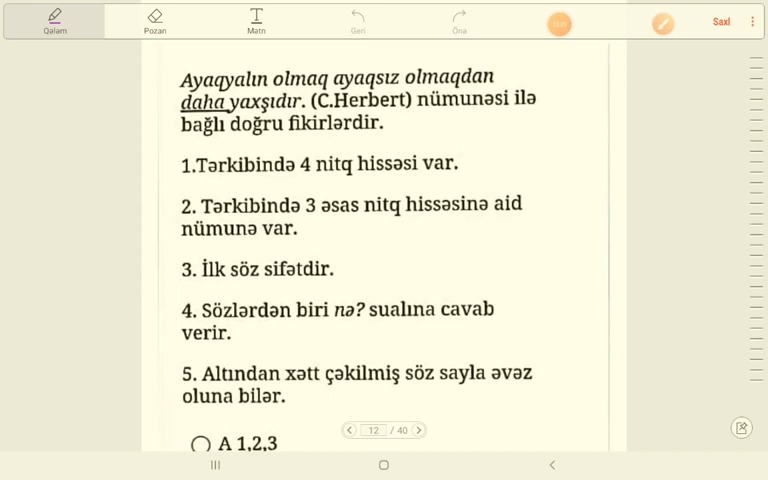 Qələm
Pozan
Mətn
Geri
Önə
Saxl
Ayaqyalın olmaq ayaqsız olmaqdan
daha yaxşıdır. (C.Herbert) nümunəsi ilə
bağlı doğru fikirlərdir.
1.Tərkibində 4 nitq hissəsi var.
2. Tərkibində 3 əsas nitq hissəsinə aid
nümunə var.
3. İlk söz sifətdir.
4. Sözlərdən biri nə? sualına cavab
verir.
5. Altından xətt çəkilmiş söz sayla əvəz
oluna bilər.
12 / 40
A 1,2,3